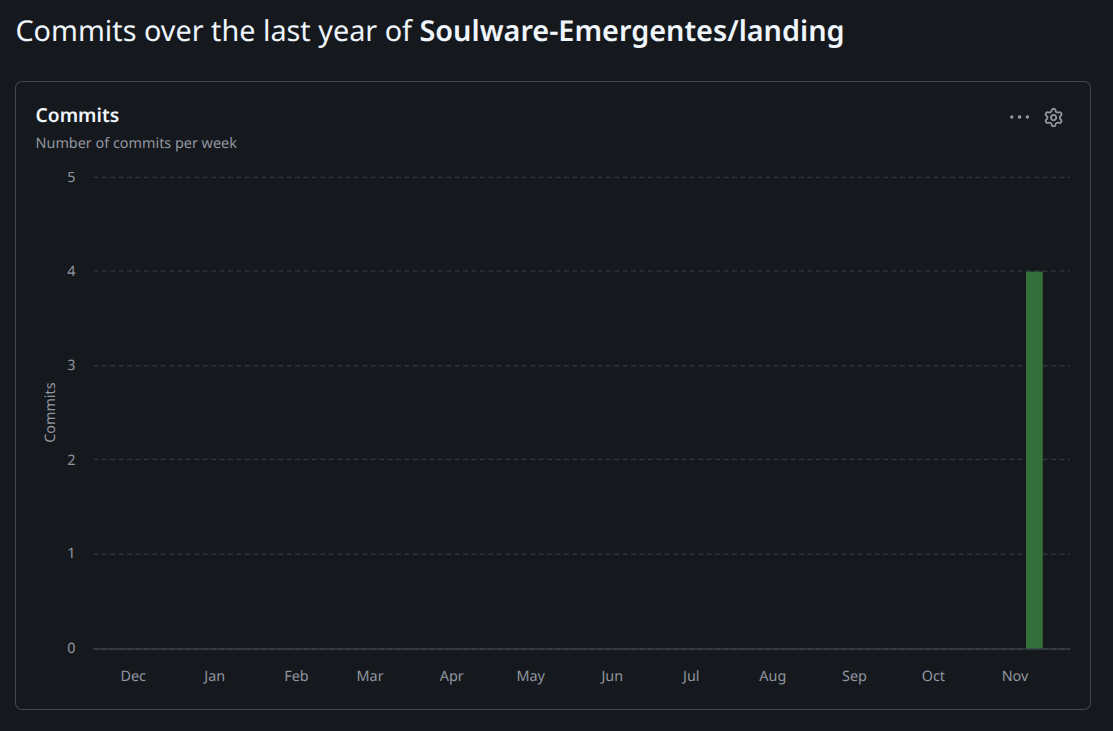 Commits over the last year of Soulware-Emergentes/landing
Commits
Number of commits per week
5
4
3
2
1
0
Commits
Dec Jan Feb Mar Apr May Jun Jul Aug Sep Oct Nov